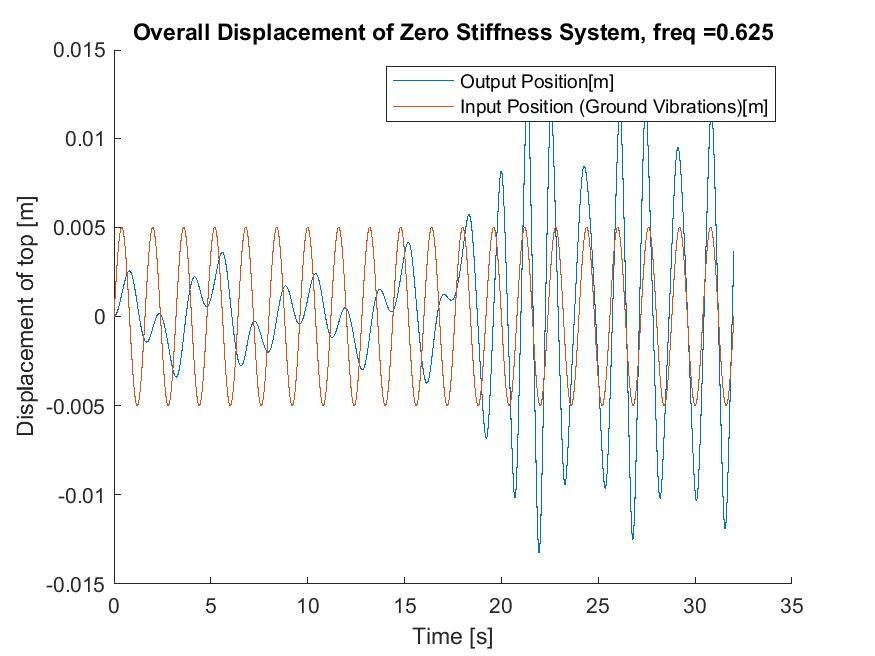 Overall Displacement of Zero Stiffness System, freq =0.625
0.015
Output Position[m]
Input Position (Ground Vibrations)[m]
0.01
0.005
0
-0.005
-0.01
-0.015
Displacement of top [m]
0 5 10 15 20 25 30 35
Time [s]